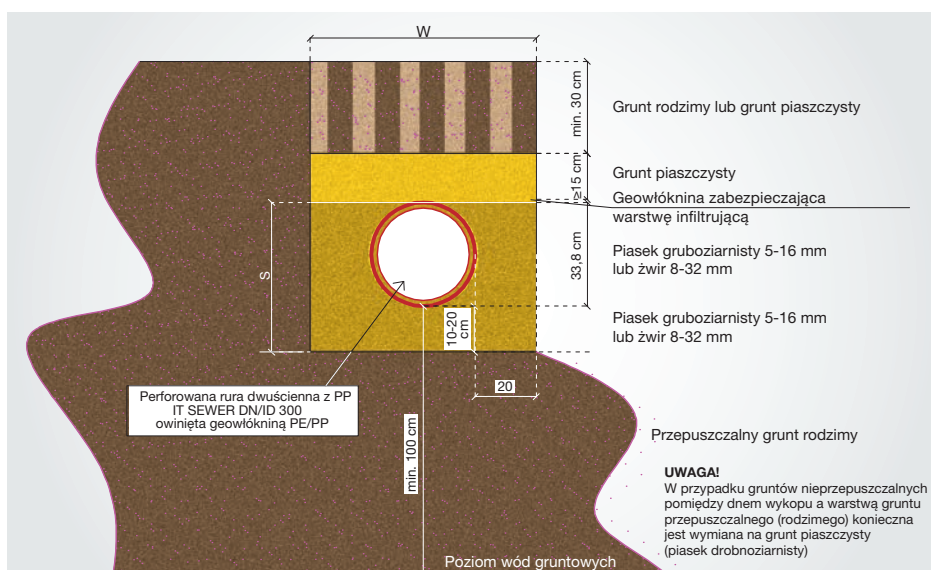 W
min. 30 cm
Grunt rodzimy lub grunt piaszczysty
≥15 cm
Grunt piaszczysty
Geowłóknina zabezpieczająca
warstwę infiltrującą
S
33,8 cm
Piasek gruboziarnisty 5-16 mm
lub żwir 8-32 mm
10-20
cm
Piasek gruboziarnisty 5-16 mm
lub żwir 8-32 mm
20
Perforowana rura dwuścienna z PP
IT SEWER DN/ID 300
owinięta geowłókniną PE/PP
min. 100 cm
Przepuszczalny grunt rodzimy
UWAGA!
W przypadku gruntów nieprzepuszczalnych
pomiędzy dnem wykopu a warstwą gruntu
przepuszczalnego (rodzimego) konieczna
jest wymiana na grunt piaszczysty
(piasek drobnoziarnisty)
Poziom wód gruntowych